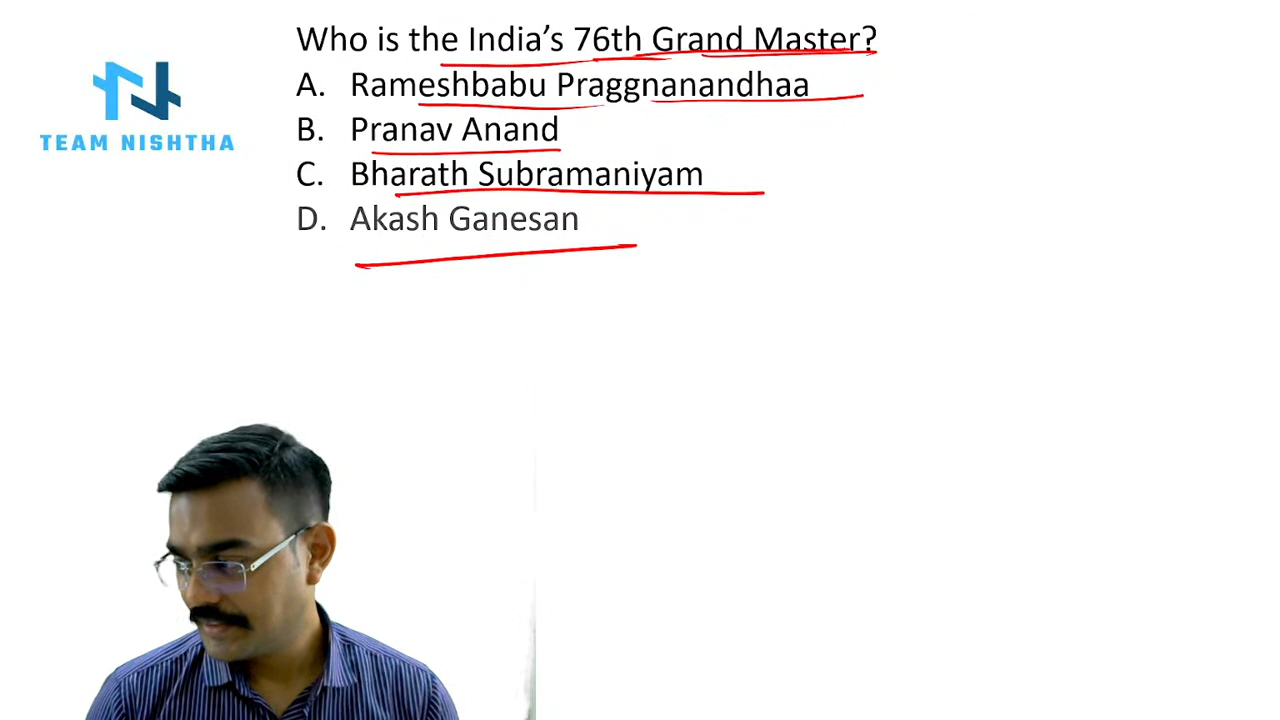 Who is the India’s 76th Grand Master?
A. Rameshbabu Praggnanandhaa
B. Pranav Anand
C. Bharath Subramaniyam
D. Akash Ganesan
TEAM NISHTHA